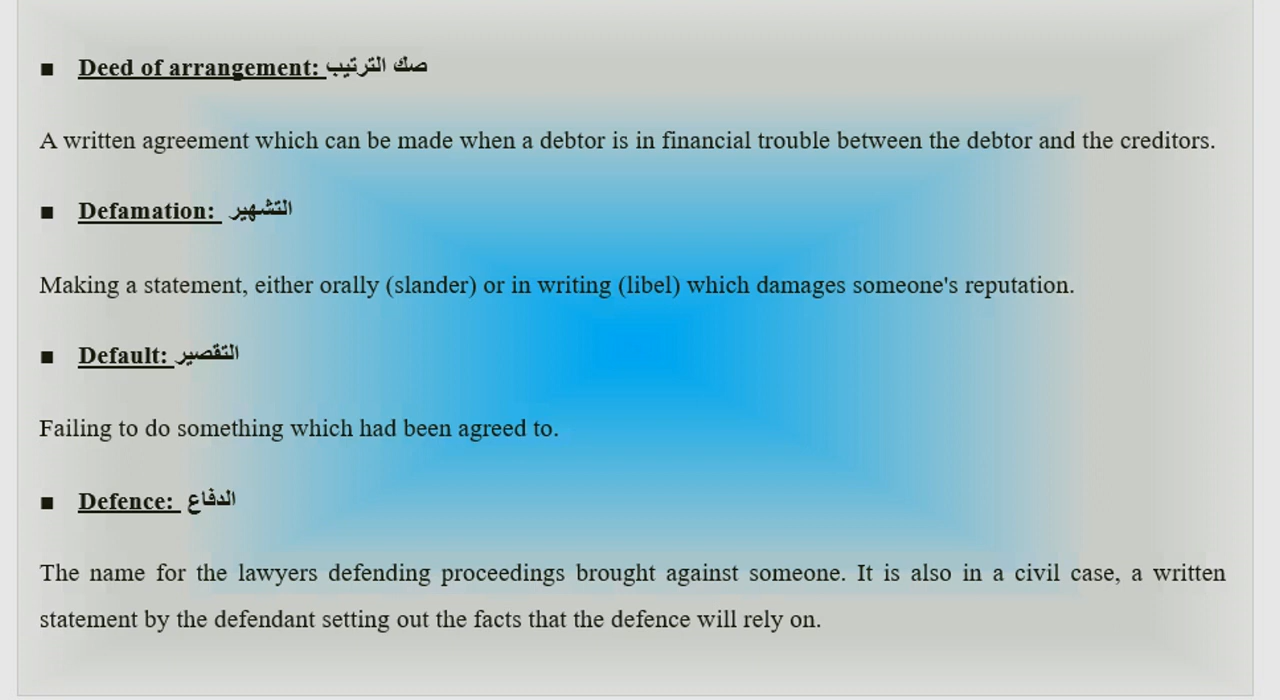 ▪ Deed of arrangement: صك الترتيب
A written agreement which can be made when a debtor is in financial trouble between the debtor and the creditors.
▪ Defamation: التشهير
Making a statement, either orally (slander) or in writing (libel) which damages someone's reputation.
▪ Default: التقصير
Failing to do something which had been agreed to.
▪ Defence: الدفاع
The name for the lawyers defending proceedings brought against someone. It is also in a civil case, a written
statement by the defendant setting out the facts that the defence will rely on.